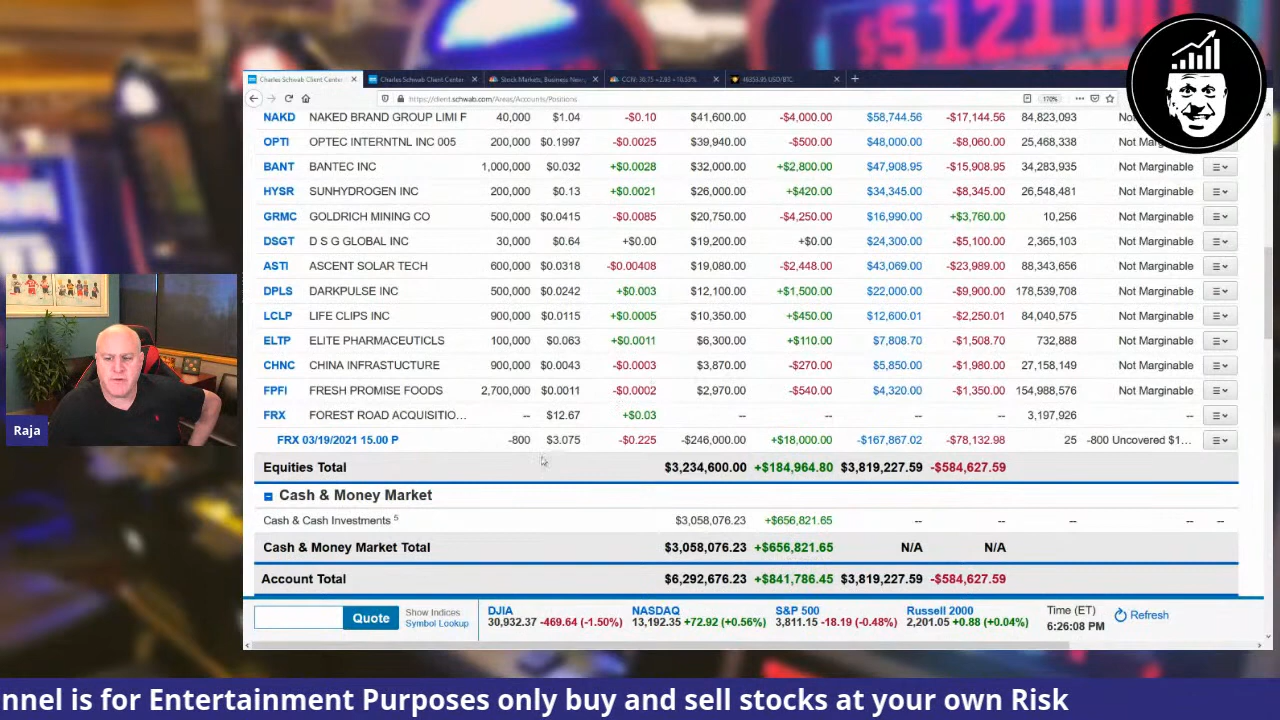 $5,121.00
Charles Schwab Client Center
Charles Schwab Client Center
Stock Markets, Business New
CCIV: 30.75 +2.93 +10.53%
USD/BTC
https://client.schwab.com/Areas/Accounts/Positions
170%
NAKD NAKED BRAND GROUP LIMI F 40,000 $1.04 -$0.10 $41,600.00 -$4,000.00 $58,744.56 -$17,144.56 84,823,093 Not
OPTI OPTEC INTERNTNL INC 005 200,000 $0.1997 -$0.0025 $39,940 -$500.00 $48,000.00 -$8,060.00 25,468,338 Not
BANT BANTEC INC 1,000,000 $0.032 +$0.0028 $32,000.00 +$2,800.00 $47,908.95 -$15,908.95 34,283,935 Not Marginable
HYSR SUNHYDROGEN INC 200,000 $0.13 +$0.0021 $26,000.00 +$420.00 $34,345.00 -$8,345.00 26,548,481 Not Marginable
GRMC GOLDRICH MINING CO 500,000 $0.0415 -$0.0085 $20,750.00 -$4,250.00 $16,990.00 +$3,760.00 10,256 Not Marginable
DSGT D S G GLOBAL INC 30,000 $0.64 +$0.00 $19,200.00 +$0.00 $24,300.00 -$5,100.00 2,365,103 Not Marginable
ASTI ASCENT SOLAR TECH 600,000 $0.0318 -$0.00408 $19,080.00 -$2,448.00 $43,069.00 -$23,989.00 88,343,656 Not Marginable
DPLS DARKPULSE INC 500,000 $0.0242 +$0.003 $12,100.00 +$1,500.00 $22,000.00 -$9,900.00 178,539,708 Not Marginable
LCLP LIFE CLIPS INC 900,000 $0.0115 +$0.0005 $10,350.00 +$450.00 $12,600.01 -$2,250.01 84,040,575 Not Marginable
ELTP ELITE PHARMACEUTICLS 100,000 $0.063 +$0.0011 $6,300.00 +$110.00 $7,808.70 -$1,508.70 732,888 Not Marginable
CHNC CHINA INFRASTUCTURE 900,000 $0.0043 -$0.0003 $3,870.00 -$270.00 $5,850.00 -$1,980.00 27,158,149 Not Marginable
FPFI FRESH PROMISE FOODS 2,700,000 $0.0011 -$0.0002 $2,970.00 -$540.00 $4,320.00 -$1,350.00 154,988,576 Not Marginable
FRX FOREST ROAD ACQUISITIO... -- $12.67 +$0.03 -- -- -- -- 3,197,926 --
FRX 03/19/2021 15.00 P -800 $3.075 -$0.225 -$246,000.00 +$18,000.00 -$167,867.02 -$78,132.98 25 -800 Uncovered $1...
Equities Total $3,234,600.00 +$184,964.80 $3,819,227.59 -$584,627.59
Cash & Money Market
Cash & Cash Investments 5 $3,058,076.23 +$656,821.65 -- -- -- -- --
Cash & Money Market Total $3,058,076.23 +$656,821.65 N/A N/A
Account Total $6,292,676.23 +$841,786.45 $3,819,227.59 -$584,627.59
Quote
Show Indices
Symbol Lookup
DJIA NASDAQ S&P 500 Russell 2000
30,932.37 -469.64 (-1.50%) 13,192.35 +72.92 (+0.56%) 3,811.15 -18.19 (-0.48%) 2,201.05 +0.88 (+0.04%)
Time (ET)
6:26:08 PM
Refresh
Raja
nnel is for Entertainment Purposes only buy and sell stocks at your own Risk